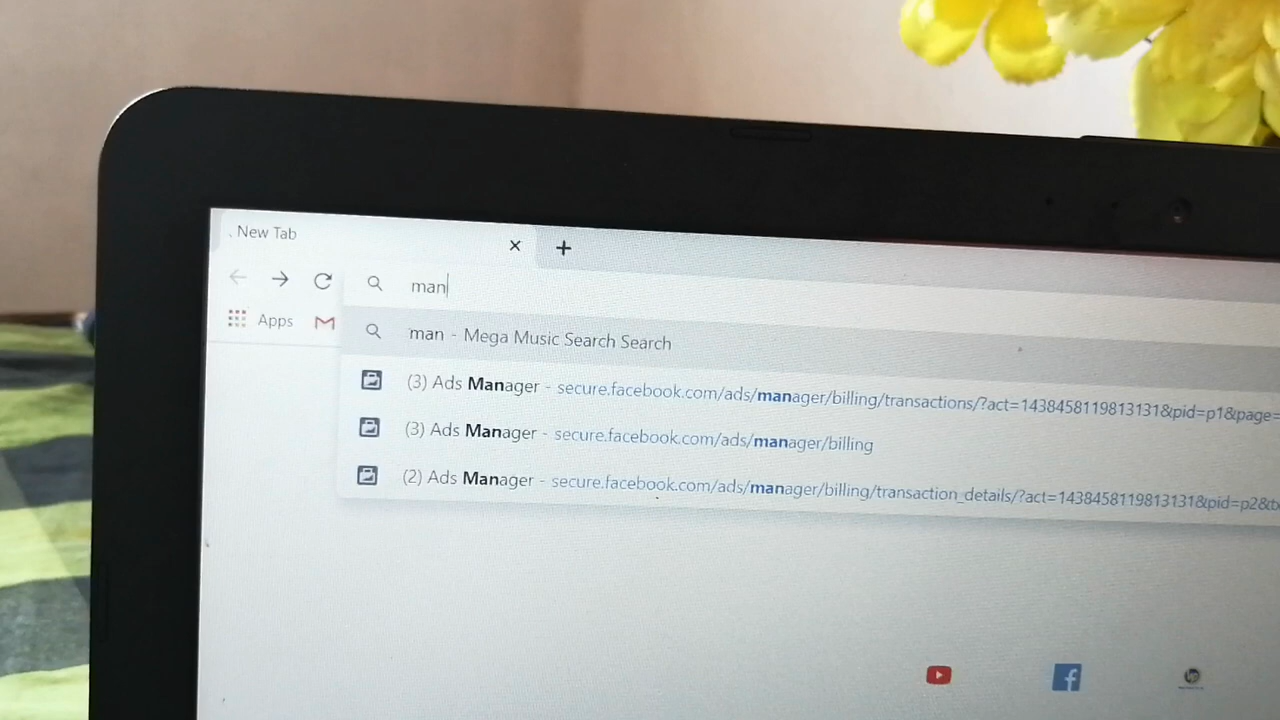 New Tab
man
Apps
man - Mega Music Search Search
(3) Ads Manager - secure.facebook.com/ads/manager/billing/transactions/?act=1438458119813131&pid=p1&page=
(3) Ads Manager - secure.facebook.com/ads/manager/billing
(2) Ads Manager - secure.facebook.com/ads/manager/billing/transaction_details/?act=1438458119813131&pid=p2&